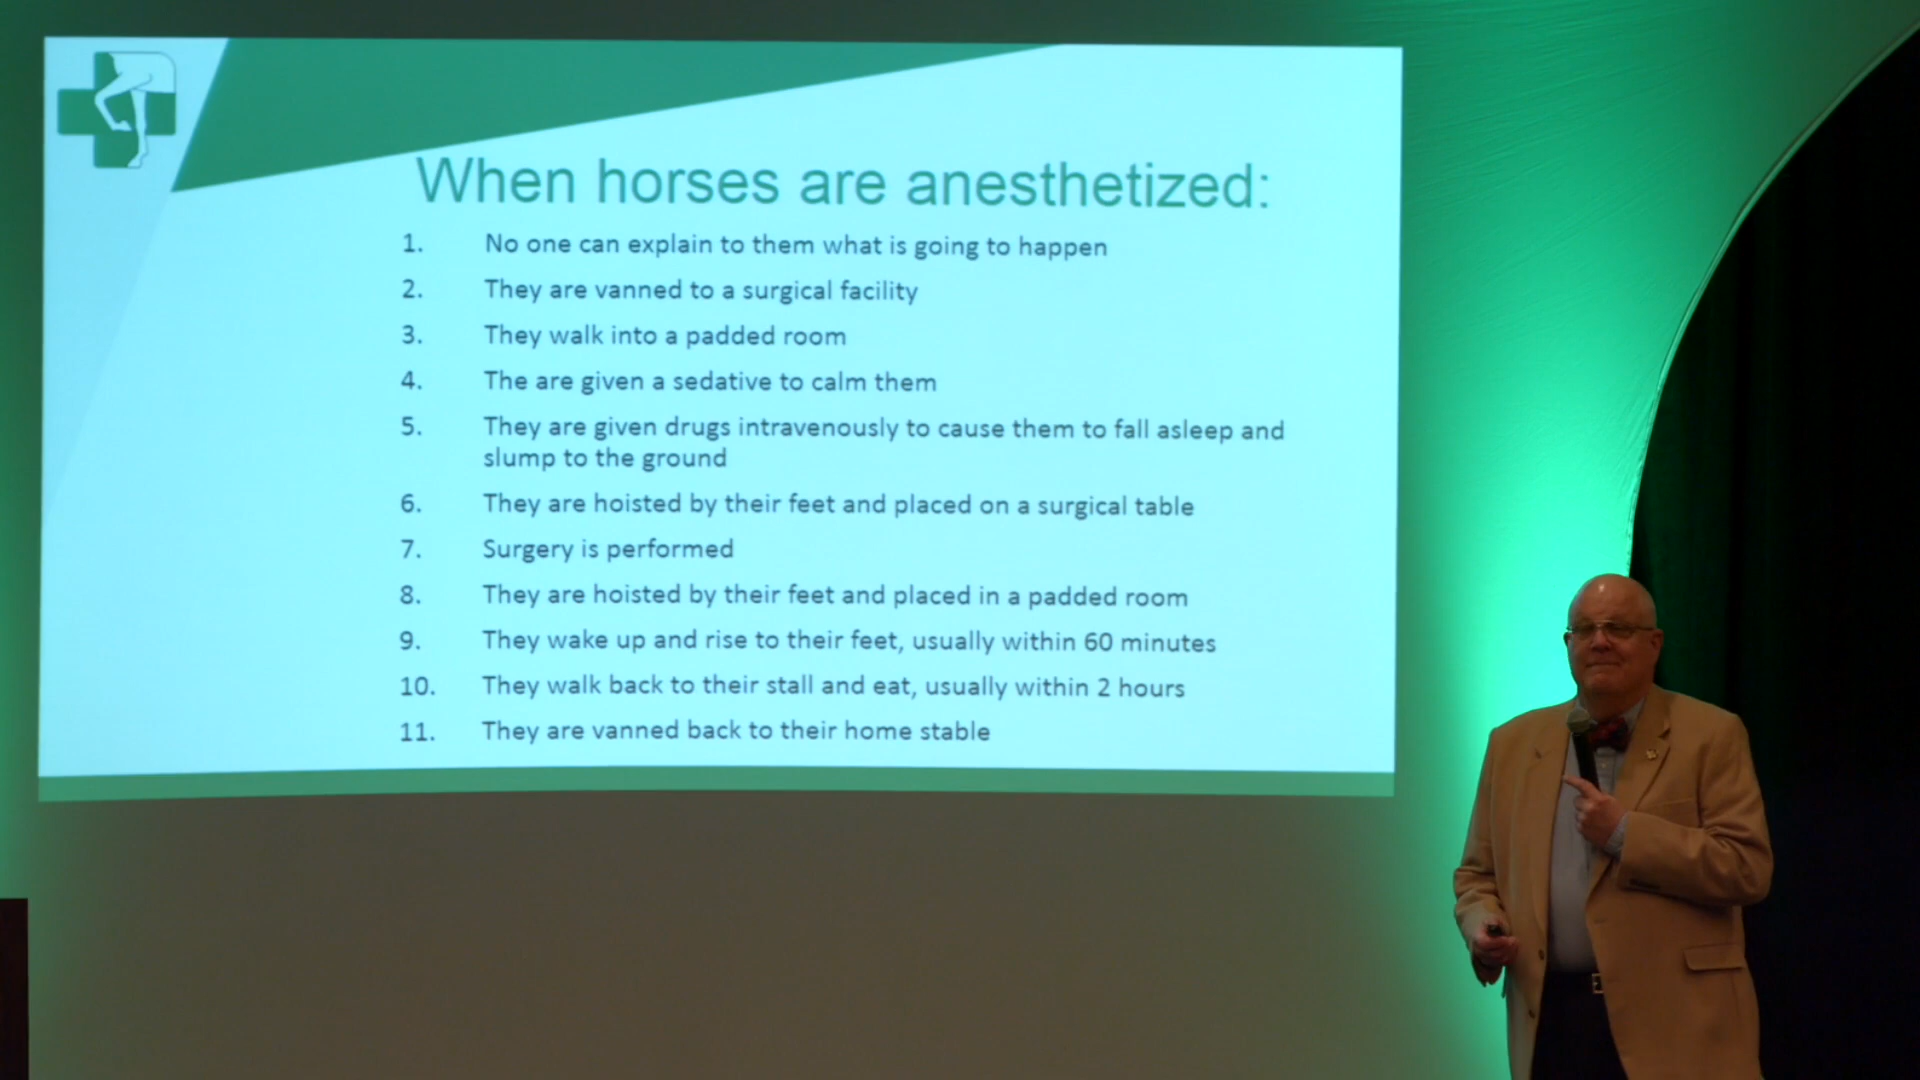 When horses are anesthetized:
1. No one can explain to them what is going to happen
2. They are vanned to a surgical facility
3. They walk into a padded room
4. The are given a sedative to calm them
5. They are given drugs intravenously to cause them to fall asleep and
slump to the ground
6. They are hoisted by their feet and placed on a surgical table
7. Surgery is performed
8. They are hoisted by their feet and placed in a padded room
9. They wake up and rise to their feet, usually within 60 minutes
10. They walk back to their stall and eat, usually within 2 hours
11. They are vanned back to their home stable